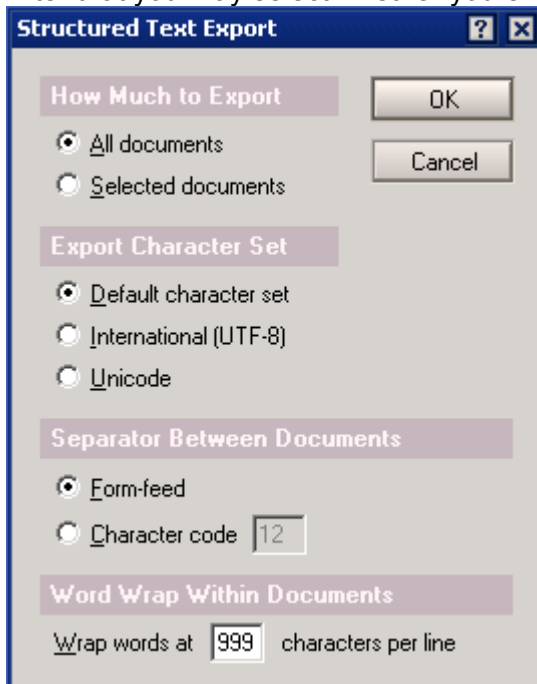 Structured Text Export
How Much to Export
OK
All documents
Cancel
Selected documents
Export Character Set
Default character set
International (UTF-8)
Unicode
Separator Between Documents
Form-feed
Character code 12
Word Wrap Within Documents
Wrap words at 999 characters per line